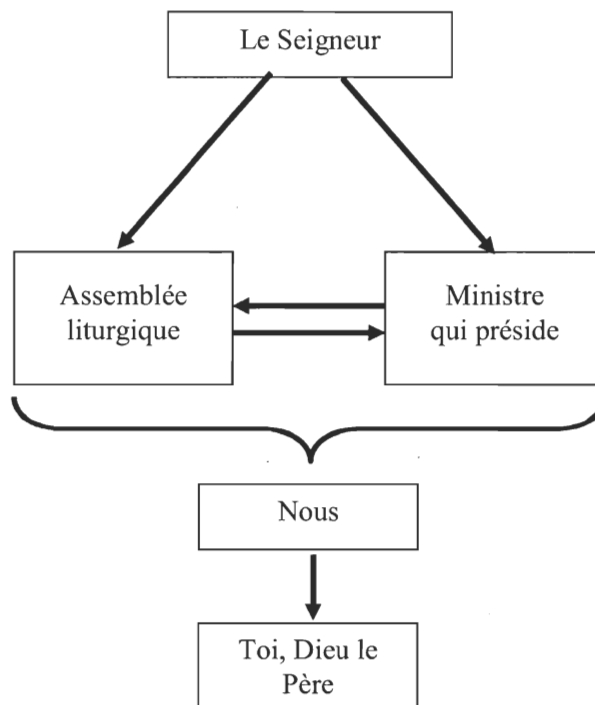 Le Seigneur
Assemblée
liturgique
Ministre
qui préside
Nous
Toi, Dieu le
Père